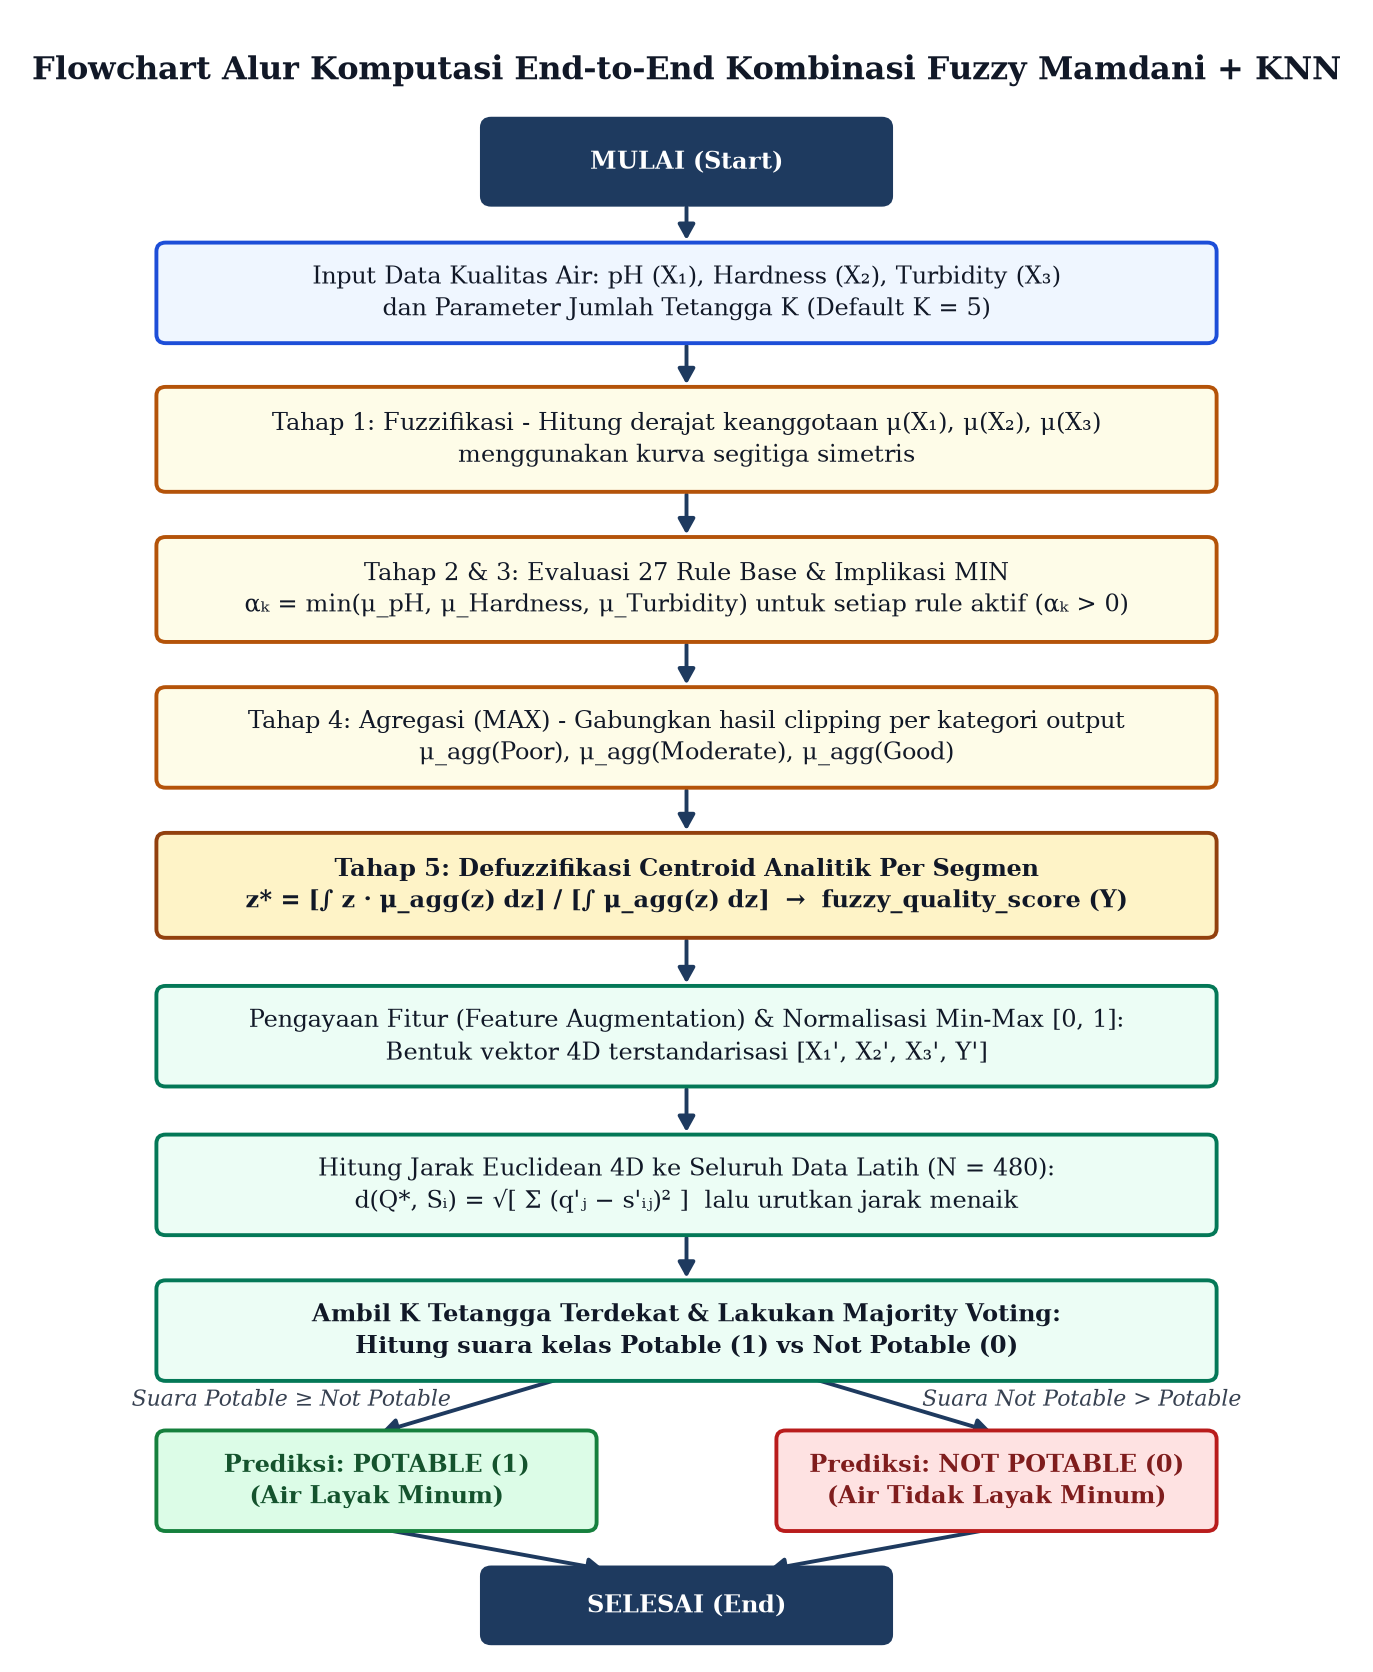 Flowchart Alur Komputasi End-to-End Kombinasi Fuzzy Mamdani + KNN
MULAI (Start)
Input Data Kualitas Air: pH (X₁), Hardness (X₂), Turbidity (X₃)
dan Parameter Jumlah Tetangga K (Default K = 5)
Tahap 1: Fuzzifikasi - Hitung derajat keanggotaan μ(X₁), μ(X₂), μ(X₃)
menggunakan kurva segitiga simetris
Tahap 2 & 3: Evaluasi 27 Rule Base & Implikasi MIN
αₖ = min(μ_pH, μ_Hardness, μ_Turbidity) untuk setiap rule aktif (αₖ > 0)
Tahap 4: Agregasi (MAX) - Gabungkan hasil clipping per kategori output
μ_agg(Poor), μ_agg(Moderate), μ_agg(Good)
Tahap 5: Defuzzifikasi Centroid Analitik Per Segmen
z* = [∫ z · μ_agg(z) dz] / [∫ μ_agg(z) dz] → fuzzy_quality_score (Y)
Pengayaan Fitur (Feature Augmentation) & Normalisasi Min-Max [0, 1]:
Bentuk vektor 4D terstandarisasi [X₁', X₂', X₃', Y']
Hitung Jarak Euclidean 4D ke Seluruh Data Latih (N = 480):
d(Q*, Sᵢ) = √[ Σ (q'ⱼ − s'ᵢⱼ)² ] lalu urutkan jarak menaik
Ambil K Tetangga Terdekat & Lakukan Majority Voting:
Hitung suara kelas Potable (1) vs Not Potable (0)
Suara Potable ≥ Not Potable
Suara Not Potable > Potable
Prediksi: POTABLE (1)
(Air Layak Minum)
Prediksi: NOT POTABLE (0)
(Air Tidak Layak Minum)
SELESAI (End)